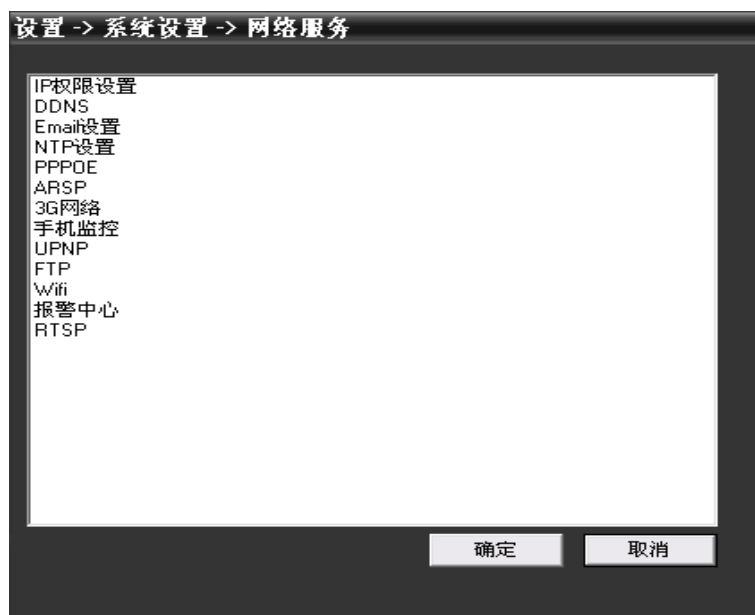 设置 -> 系统设置 -> 网络服务
IP权限设置
DDNS
Email设置
NTP设置
PPPOE
ARSP
3G网络
手机监控
UPNP
FTP
Wifi
报警中心
RTSP
确定 取消